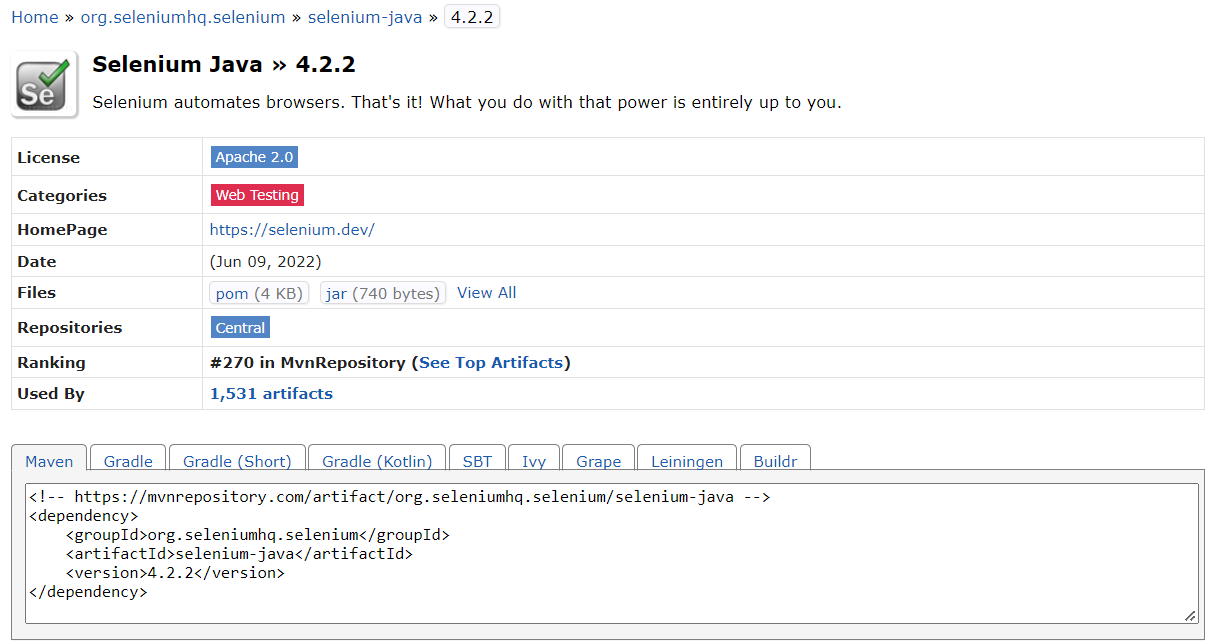 Home » org.seleniumhq.selenium » selenium-java » 4.2.2
Se
Selenium Java » 4.2.2
Selenium automates browsers. That's it! What you do with that power is entirely up to you.
License Apache 2.0
Categories Web Testing
HomePage https://selenium.dev/
Date (Jun 09, 2022)
Files pom (4 KB) jar (740 bytes) View All
Repositories Central
Ranking #270 in MvnRepository (See Top Artifacts)
Used By 1,531 artifacts
Maven Gradle Gradle (Short) Gradle (Kotlin) SBT Ivy Grape Leiningen Buildr
<!-- https://mvnrepository.com/artifact/org.seleniumhq.selenium/selenium-java -->
<dependency>
    <groupId>org.seleniumhq.selenium</groupId>
    <artifactId>selenium-java</artifactId>
    <version>4.2.2</version>
</dependency>